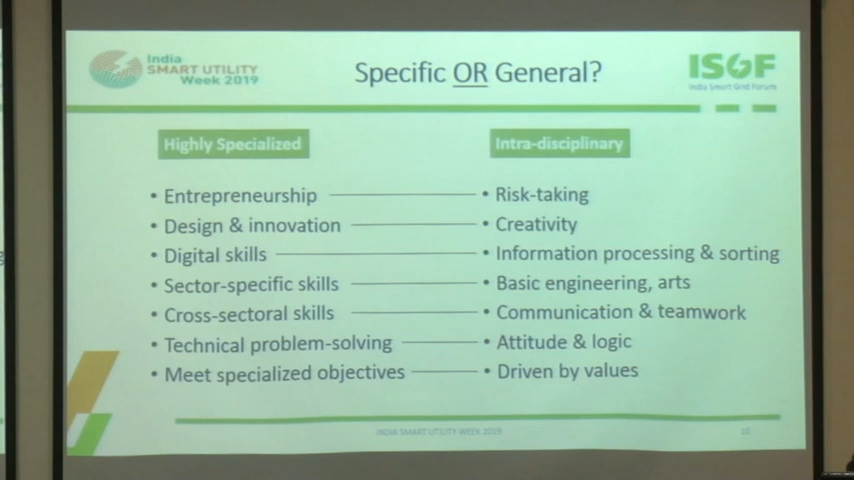 India
SMART UTILITY
Week 2019
Specific OR General?
ISGF
India Smart Grid Forum
Highly Specialized
Intra-disciplinary
• Entrepreneurship
• Risk-taking
• Design & innovation
• Creativity
• Digital skills
• Information processing & sorting
• Sector-specific skills
• Basic engineering, arts
• Cross-sectoral skills
• Communication & teamwork
• Technical problem-solving
• Attitude & logic
• Meet specialized objectives
• Driven by values
INDIA SMART UTILITY WEEK 2019